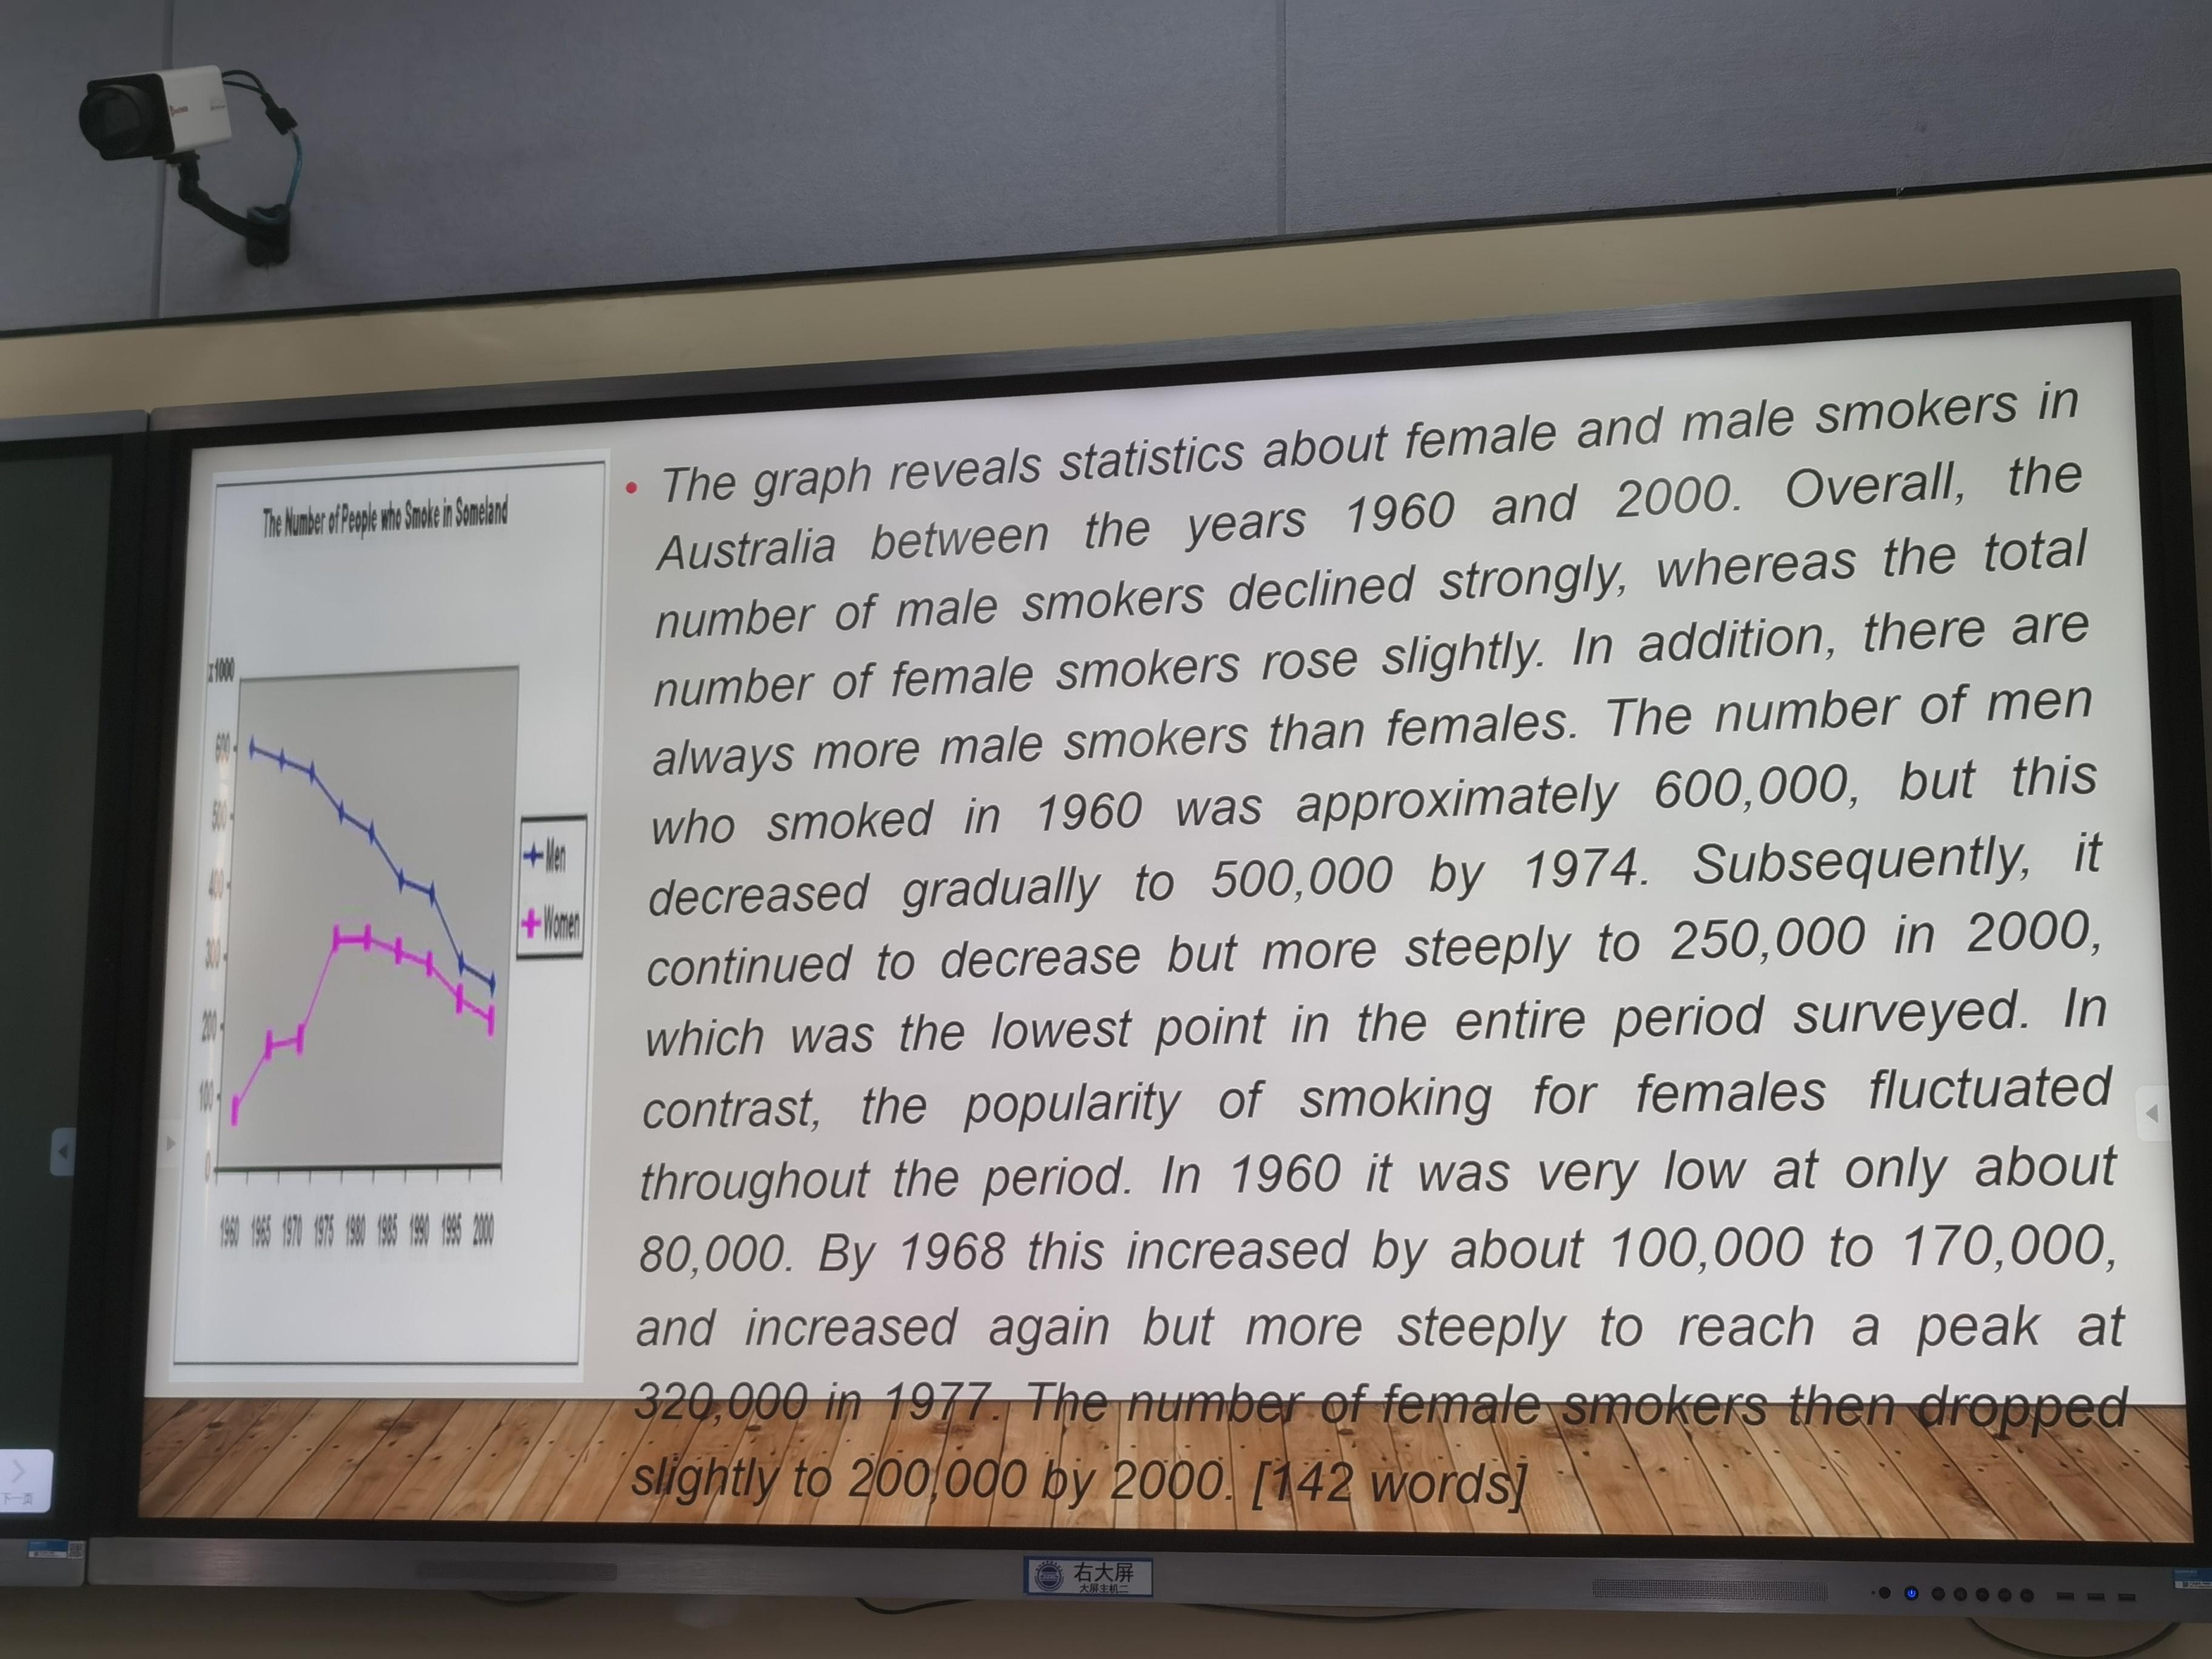 The Number of People who Smoke in Someland
x1000
600
500
400
300
200
100
0
1960 1965 1970 1975 1980 1985 1990 1995 2000
Men
Women
• The graph reveals statistics about female and male smokers in
Australia between the years 1960 and 2000. Overall, the
number of male smokers declined strongly, whereas the total
number of female smokers rose slightly. In addition, there are
always more male smokers than females. The number of men
who smoked in 1960 was approximately 600,000, but this
decreased gradually to 500,000 by 1974. Subsequently, it
continued to decrease but more steeply to 250,000 in 2000,
which was the lowest point in the entire period surveyed. In
contrast, the popularity of smoking for females fluctuated
throughout the period. In 1960 it was very low at only about
80,000. By 1968 this increased by about 100,000 to 170,000,
and increased again but more steeply to reach a peak at
320,000 in 1977. The number of female smokers then dropped
slightly to 200,000 by 2000. [142 words]
下一页
右大屏
大屏主机二